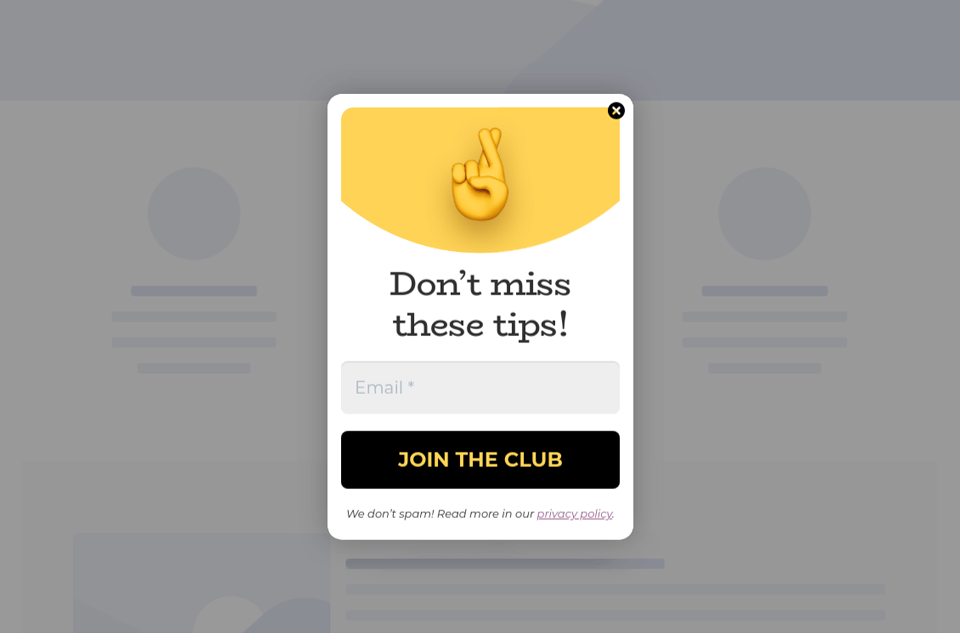 Don’t miss
these tips!
Email *
JOIN THE CLUB
We don’t spam! Read more in our privacy policy.